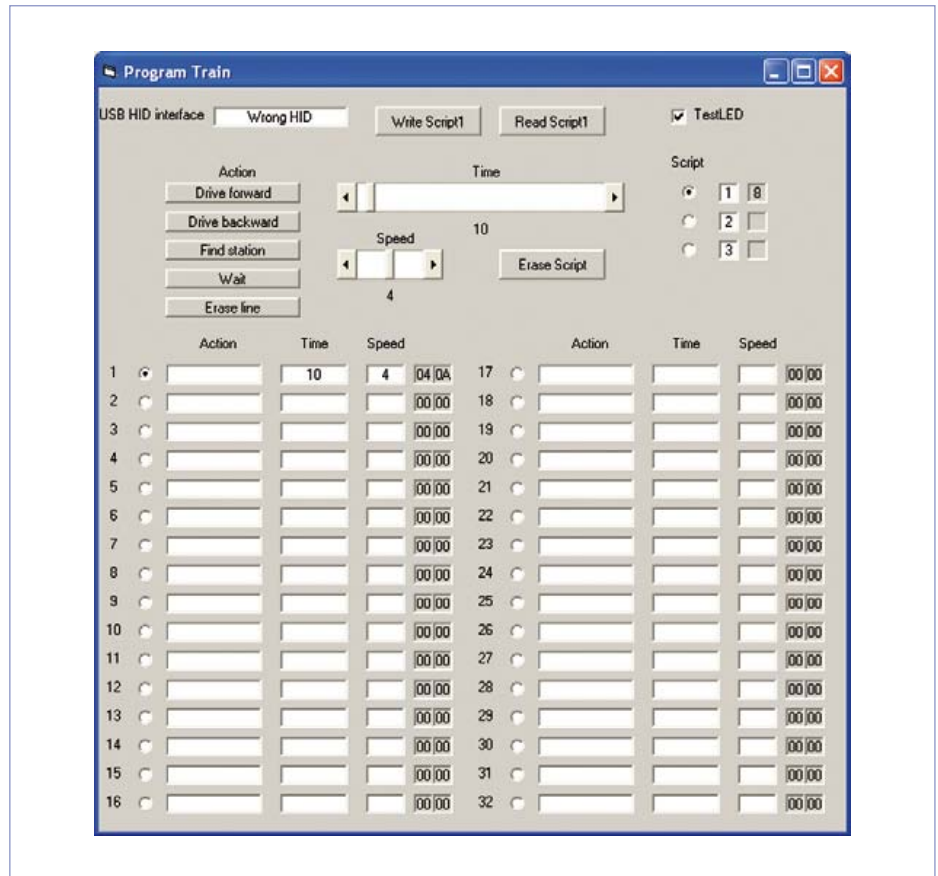 Program Train
USB HID interface Wrong HID Write Script1 Read Script1 TestLED
Action Time Script
Drive forward 1 8
Drive backward 10 2
Find station Speed Erase Script 3
Wait 4
Erase line
Action Time Speed Action Time Speed
1 10 4 04 0A 17 00 00
2 00 00 18 00 00
3 00 00 19 00 00
4 00 00 20 00 00
5 00 00 21 00 00
6 00 00 22 00 00
7 00 00 23 00 00
8 00 00 24 00 00
9 00 00 25 00 00
10 00 00 26 00 00
11 00 00 27 00 00
12 00 00 28 00 00
13 00 00 29 00 00
14 00 00 30 00 00
15 00 00 31 00 00
16 00 00 32 00 00